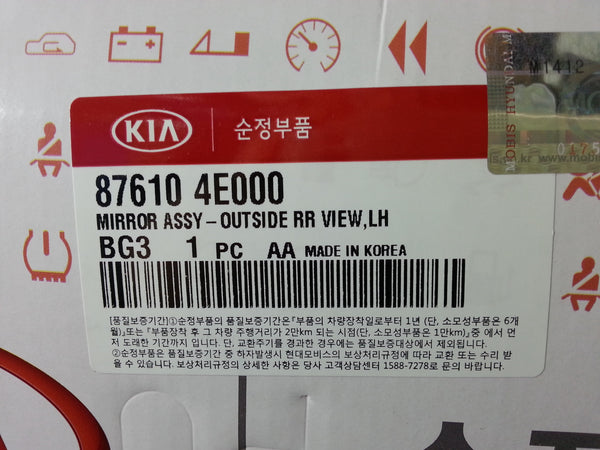 KIA 순정부품
87610 4E000
MIRROR ASSY-OUTSIDE RR VIEW,LH
BG3 1 PC AA MADE IN KOREA
[품질보증기간]①순정부품의 품질보증기간은『부품의 차량장착일로부터 1년 (단, 소모성부품은 6개
월)』또는 『부품장착 후 그 차량 주행거리가 2만km 되는 시점(단, 소모성부품은 1만km)』중 에서 먼
저 도래한 기간까지 입니다. 단, 교환주기를 경과한 경우에는 품질보증대상에서 제외됩니다.
②순정부품은 품질보증기간 중 하자발생시 현대모비스의 보상처리규정에 따라 교환 또는 수리 받
을 수 있습니다. 보상처리규정의 상세한 사항은 당사 고객상담센터 1588-7278로 문의 바랍니다.
MOBIS HYUNDAI M
M1412
0175
www.mobis